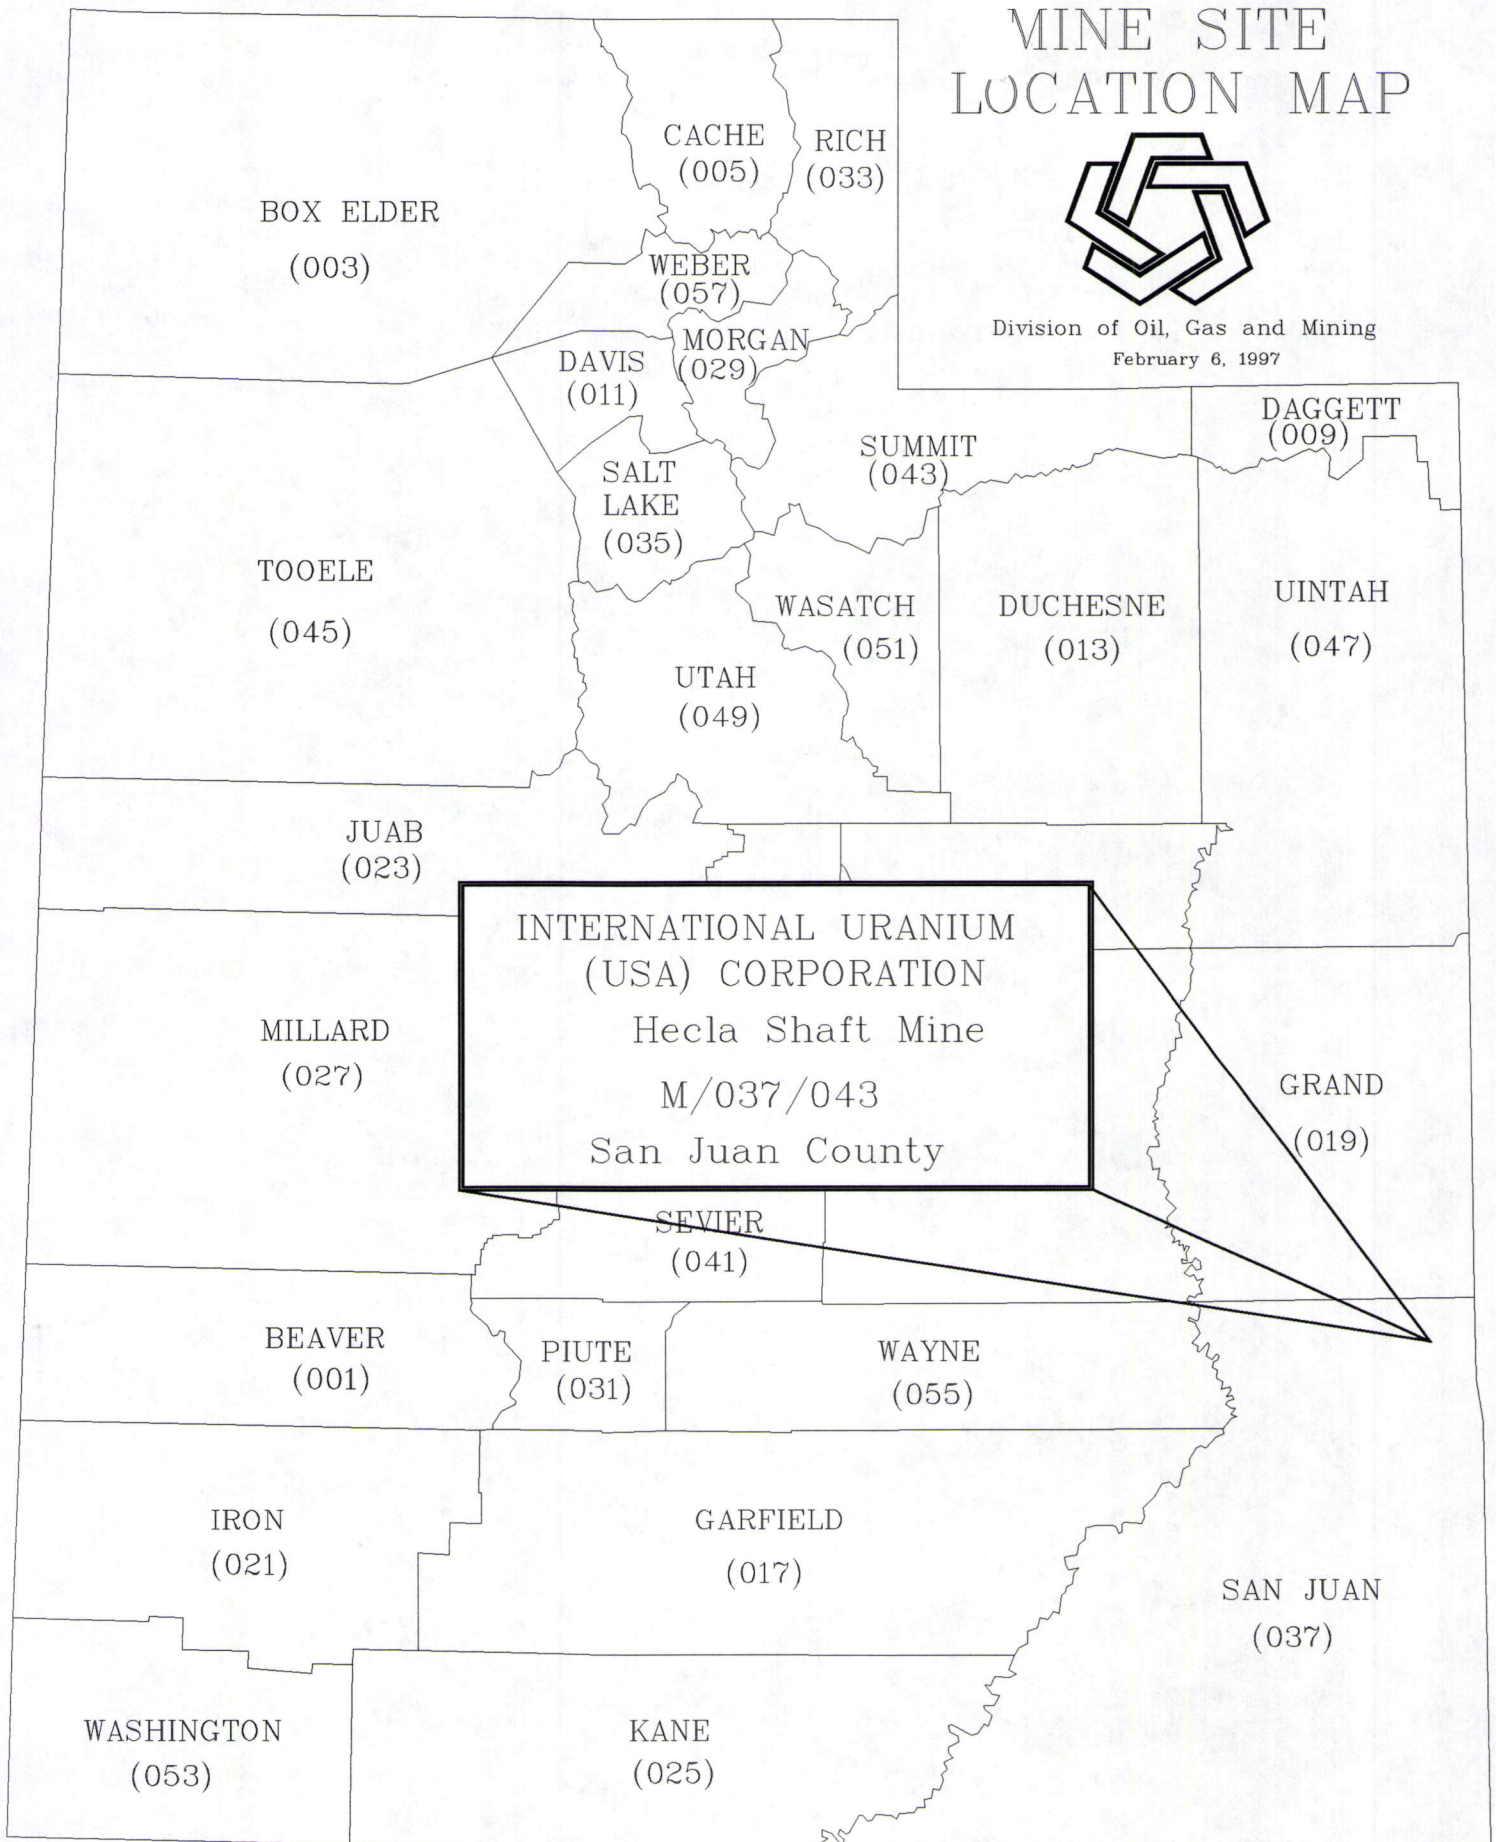 MINE SITE
LOCATION MAP
Division of Oil, Gas and Mining
February 6, 1997
CACHE
(005)
RICH
(033)
BOX ELDER
(003)
WEBER
(057)
MORGAN
(029)
DAVIS
(011)
DAGGETT
(009)
SUMMIT
(043)
SALT
LAKE
(035)
TOOELE
(045)
WASATCH
(051)
DUCHESNE
(013)
UINTAH
(047)
UTAH
(049)
JUAB
(023)
INTERNATIONAL URANIUM
(USA) CORPORATION
Hecla Shaft Mine
M/037/043
San Juan County
MILLARD
(027)
GRAND
(019)
SEVIER
(041)
BEAVER
(001)
PIUTE
(031)
WAYNE
(055)
IRON
(021)
GARFIELD
(017)
SAN JUAN
(037)
WASHINGTON
(053)
KANE
(025)